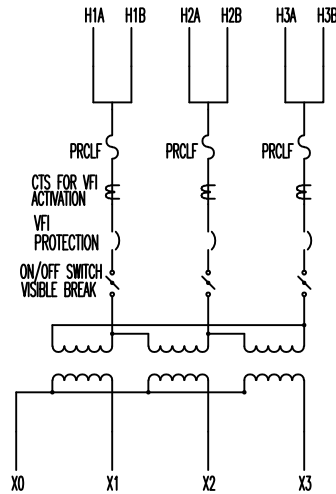 H1A H1B H2A H2B H3A H3B
PRCLF PRCLF PRCLF
CTS FOR VFI
ACTIVATION
VFI
PROTECTION
ON/OFF SWITCH
VISIBLE BREAK
X0 X1 X2 X3